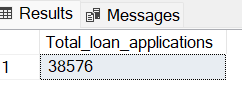 Results Messages
Total_loan_applications
1 38576